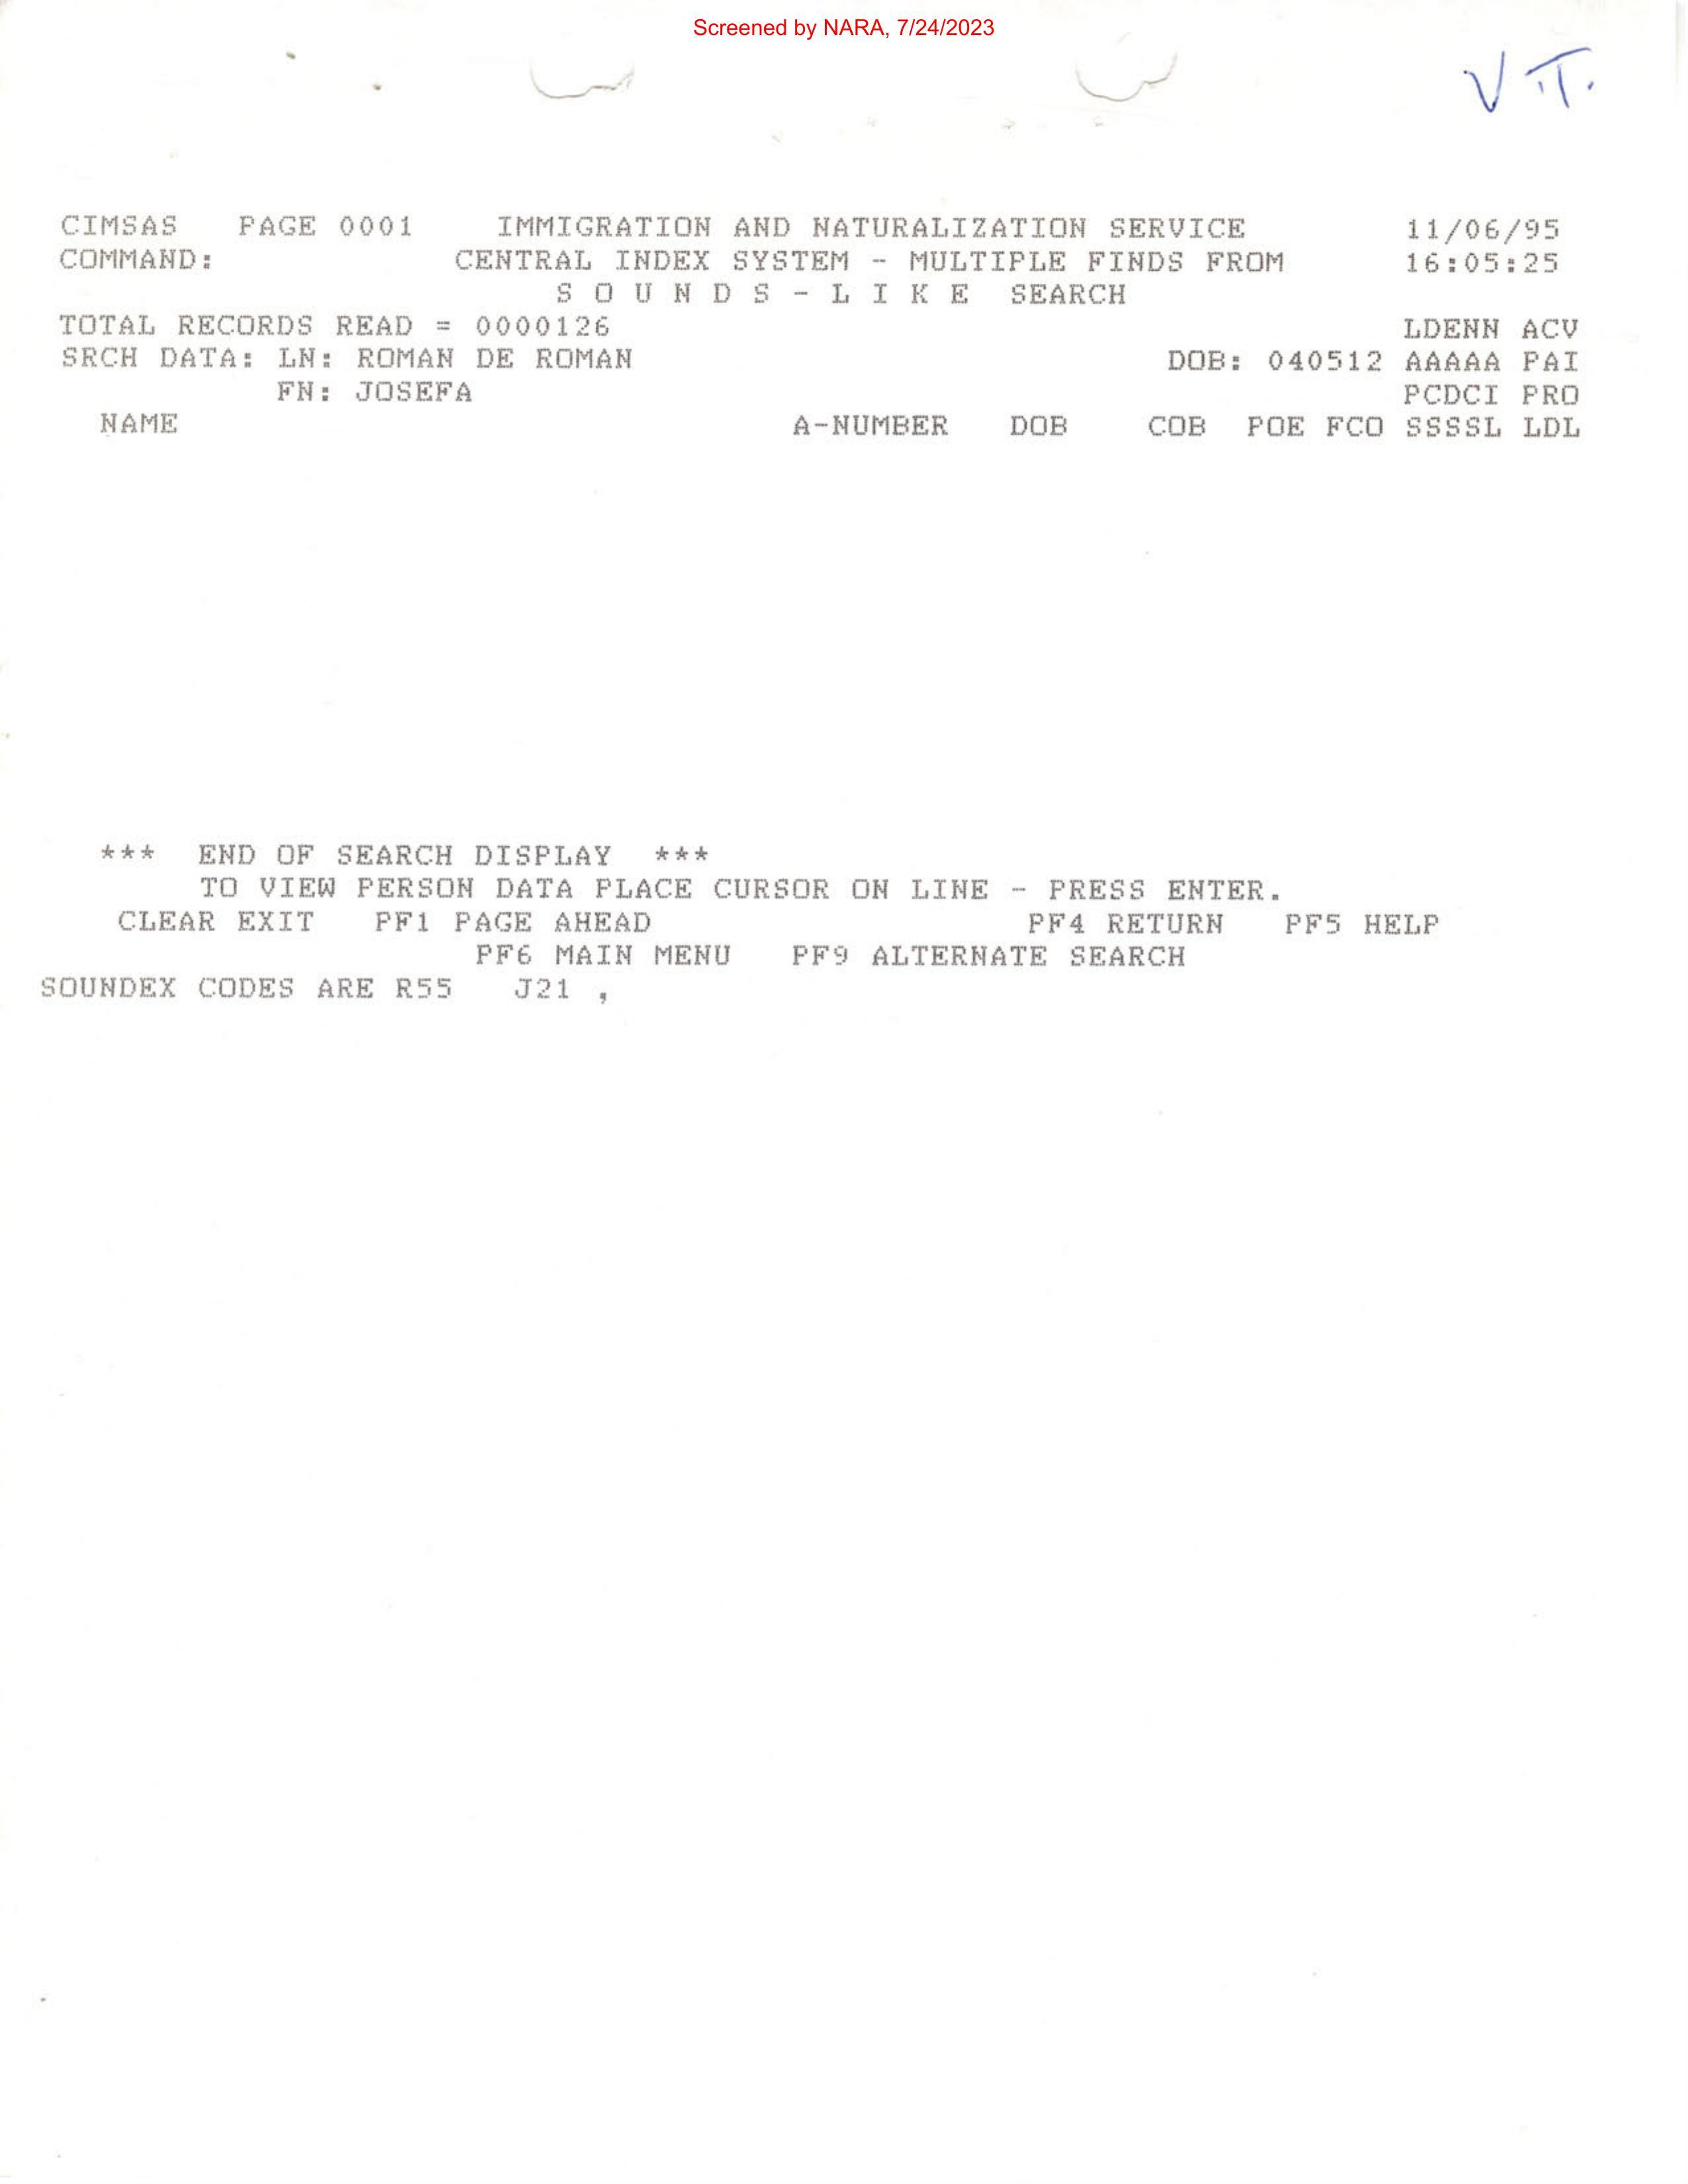 Screened by NARA, 7/24/2023
V.T.
CIMSAS PAGE 0001 IMMIGRATION AND NATURALIZATION SERVICE 11/06/95
COMMAND: CENTRAL INDEX SYSTEM - MULTIPLE FINDS FROM 16:05:25
S O U N D S - L I K E SEARCH
TOTAL RECORDS READ = 0000126 LDENN ACV
SRCH DATA: LN: ROMAN DE ROMAN DOB: 040512 AAAAA PAI
FN: JOSEFA PCDCI PRO
NAME A-NUMBER DOB COB POE FCO SSSSL LDL
*** END OF SEARCH DISPLAY ***
TO VIEW PERSON DATA PLACE CURSOR ON LINE - PRESS ENTER.
CLEAR EXIT PF1 PAGE AHEAD PF4 RETURN PF5 HELP
PF6 MAIN MENU PF9 ALTERNATE SEARCH
SOUNDEX CODES ARE R55 J21 ,